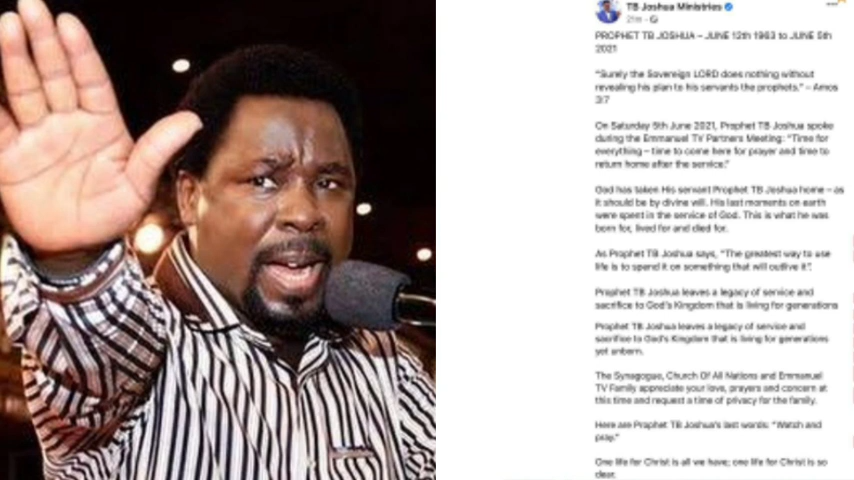 TB Joshua Ministries
21m
PROPHET TB JOSHUA – JUNE 12th 1963 to JUNE 5th
2021
“Surely the Sovereign LORD does nothing without
revealing his plan to his servants the prophets.” – Amos
3:7
On Saturday 5th June 2021, Prophet TB Joshua spoke
during the Emmanuel TV Partners Meeting: “Time for
everything – time to come here for prayer and time to
return home after the service.”
God has taken His servant Prophet TB Joshua home – as
it should be by divine will. His last moments on earth
were spent in the service of God. This is what he was
born for, lived for and died for.
As Prophet TB Joshua says, “The greatest way to use
life is to spend it on something that will outlive it”.
Prophet TB Joshua leaves a legacy of service and
sacrifice to God’s Kingdom that is living for generations
Prophet TB Joshua leaves a legacy of service and
sacrifice to God’s Kingdom that is living for generations
yet unborn.
The Synagogue, Church Of All Nations and Emmanuel
TV Family appreciate your love, prayers and concern at
this time and request a time of privacy for the family.
Here are Prophet TB Joshua’s last words: “Watch and
pray.”
One life for Christ is all we have; one life for Christ is so
dear.